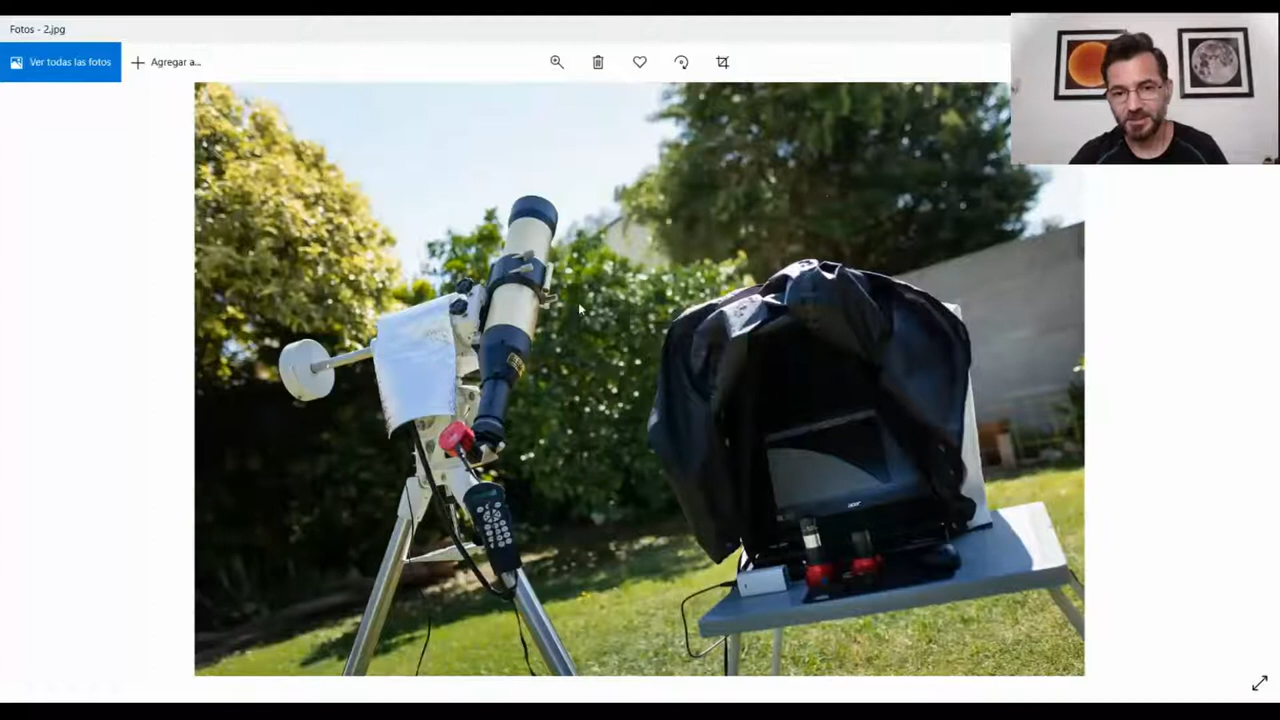 Fotos - 2.jpg
Ver todas las fotos
Agregar a...
acer